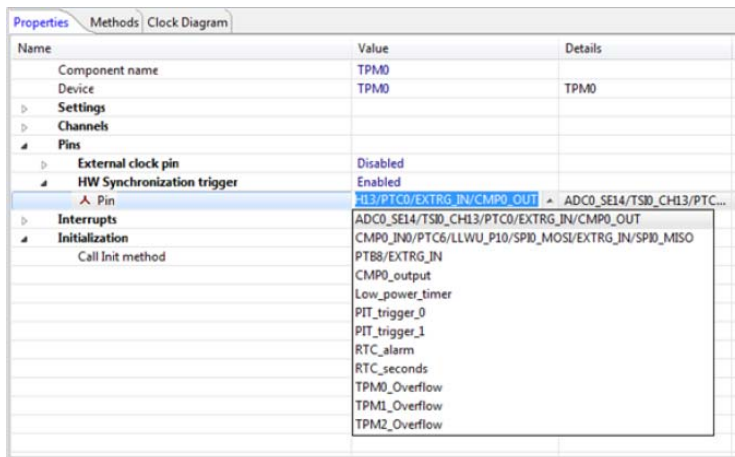 Properties Methods Clock Diagram
Name Value Details
Component name TPM0
Device TPM0 TPM0
Settings
Channels
Pins
External clock pin Disabled
HW Synchronization trigger Enabled
Pin H13/PTC0/EXTRG_IN/CMP0_OUT ADC0_SE14/TSI0_CH13/PTC...
Interrupts ADC0_SE14/TSI0_CH13/PTC0/EXTRG_IN/CMP0_OUT
Initialization CMP0_IN0/PTC6/LLWU_P10/SPI0_MOSI/EXTRG_IN/SPI0_MISO
Call Init method PTB8/EXTRG_IN
CMP0_output
Low_power_timer
PIT_trigger_0
PIT_trigger_1
RTC_alarm
RTC_seconds
TPM0_Overflow
TPM1_Overflow
TPM2_Overflow